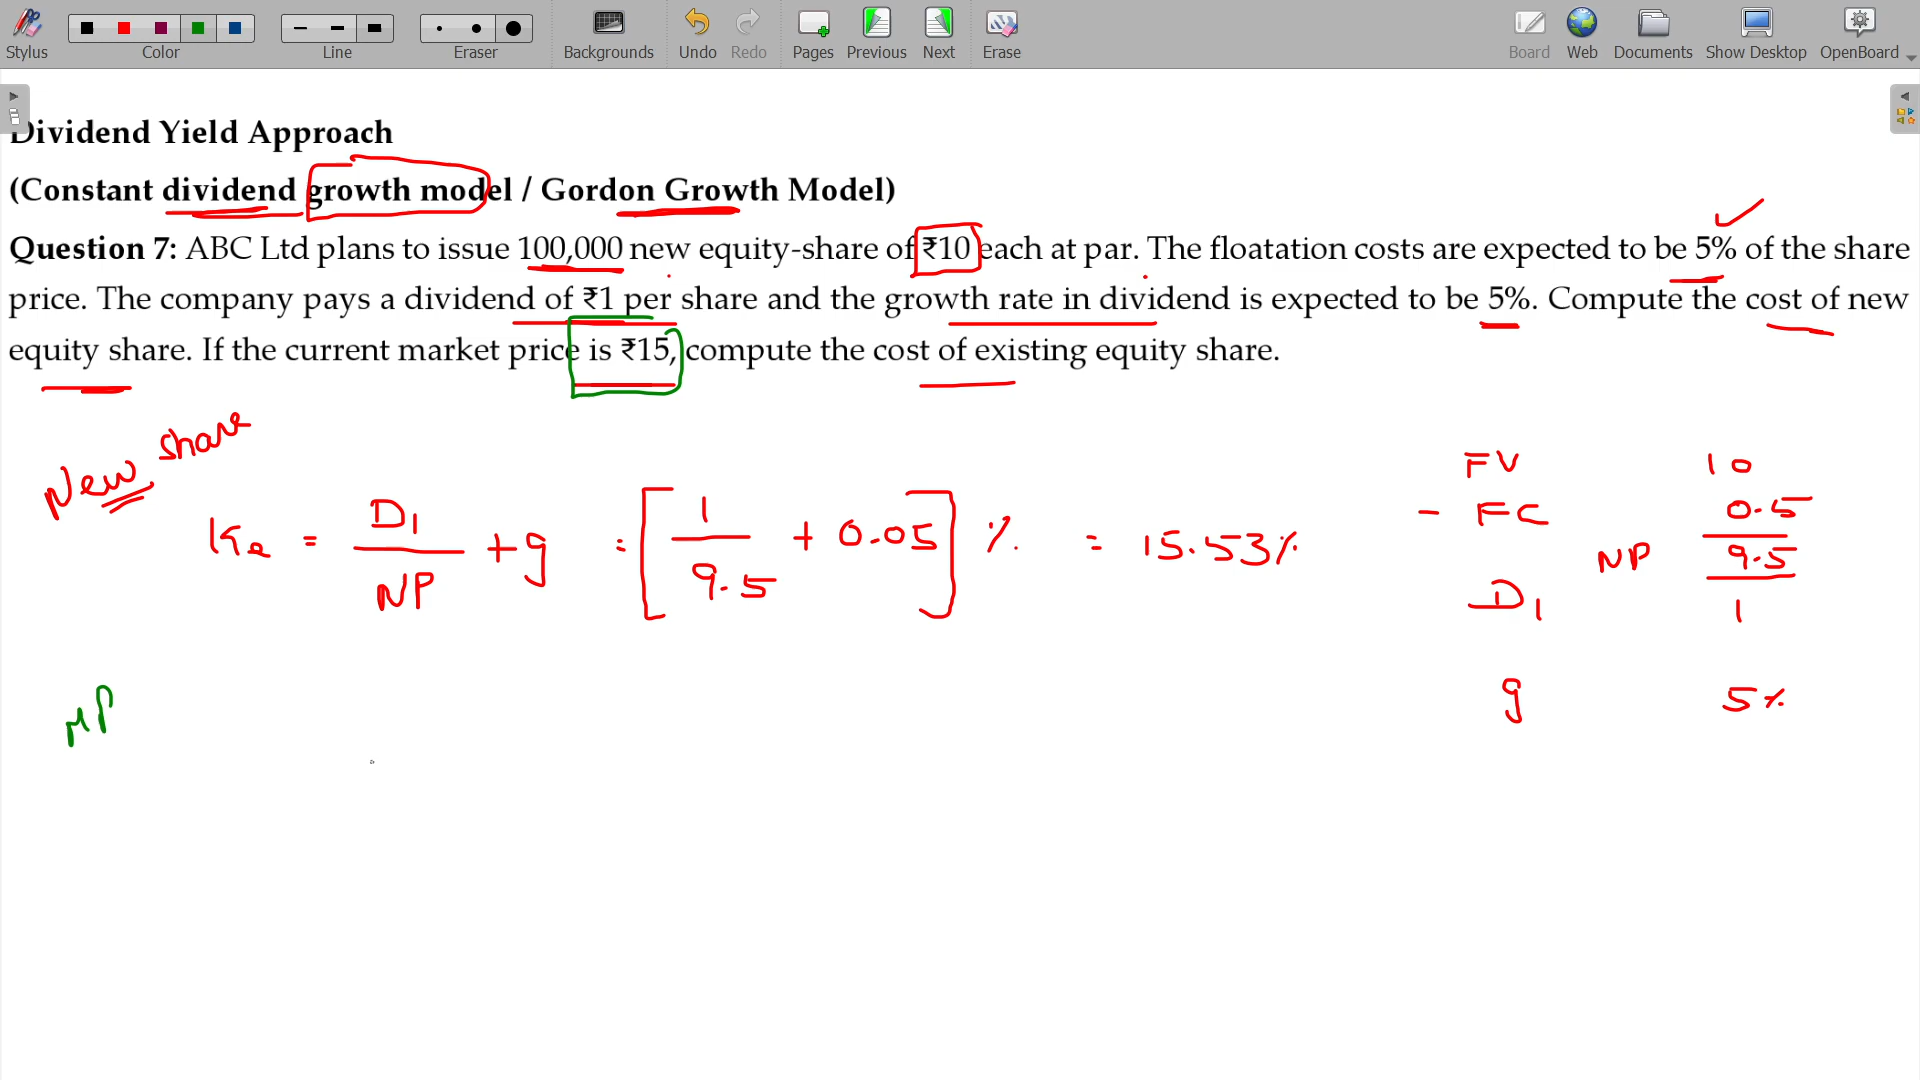 Stylus Color Line Eraser Backgrounds Undo Redo Pages Previous Next Erase Board Web Documents Show Desktop OpenBoard
Dividend Yield Approach
(Constant dividend growth model / Gordon Growth Model)
Question 7: ABC Ltd plans to issue 100,000 new equity-share of ₹10 each at par. The floatation costs are expected to be 5% of the share
price. The company pays a dividend of ₹1 per share and the growth rate in dividend is expected to be 5%. Compute the cost of new
equity share. If the current market price is ₹15, compute the cost of existing equity share.
New share
Ke = D1/NP + g = [1/9.5 + 0.05] % = 15.53%
FV 10
- FC 0.5
NP 9.5
D1 1
g 5%
MP